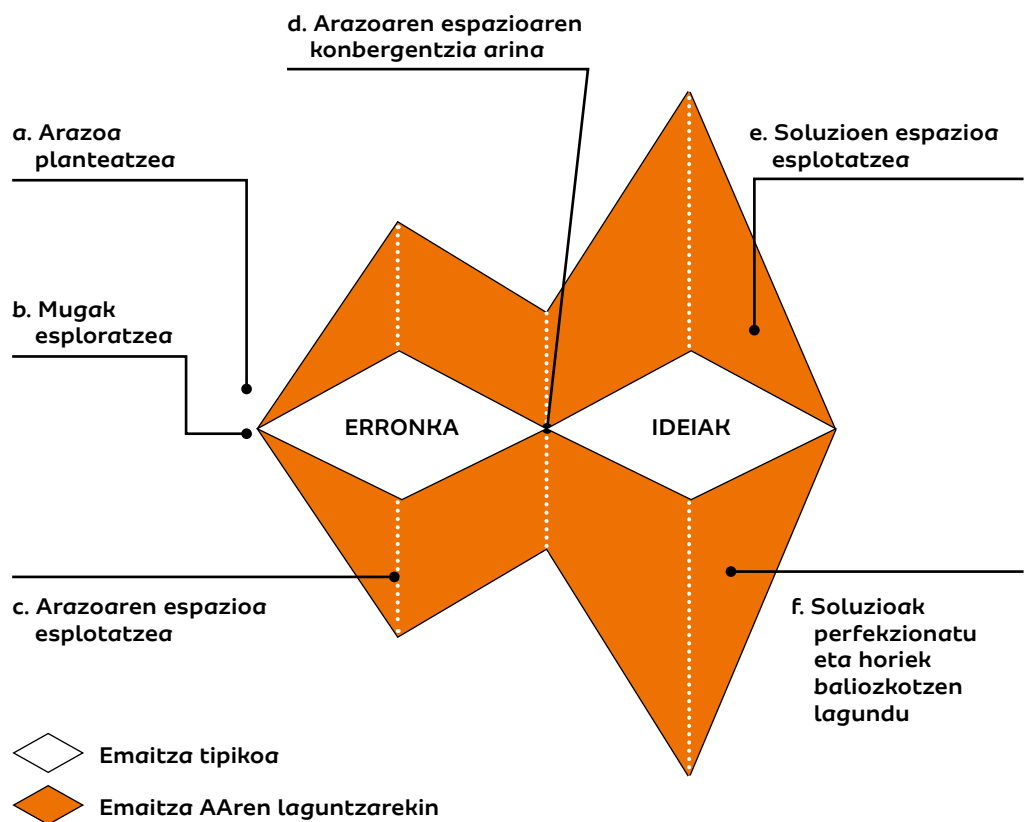 d. Arazoaren espazioaren
konbergentzia arina
a. Arazoa
planteatzea
e. Soluzioen espazioa
esplotatzea
b. Mugak
esploratzea
ERRONKA
IDEIAK
c. Arazoaren espazioa
esplotatzea
f. Soluzioak
perfekzionatu
eta horiek
baliozkotzen
lagundu
Emaitza tipikoa
Emaitza AAren laguntzarekin